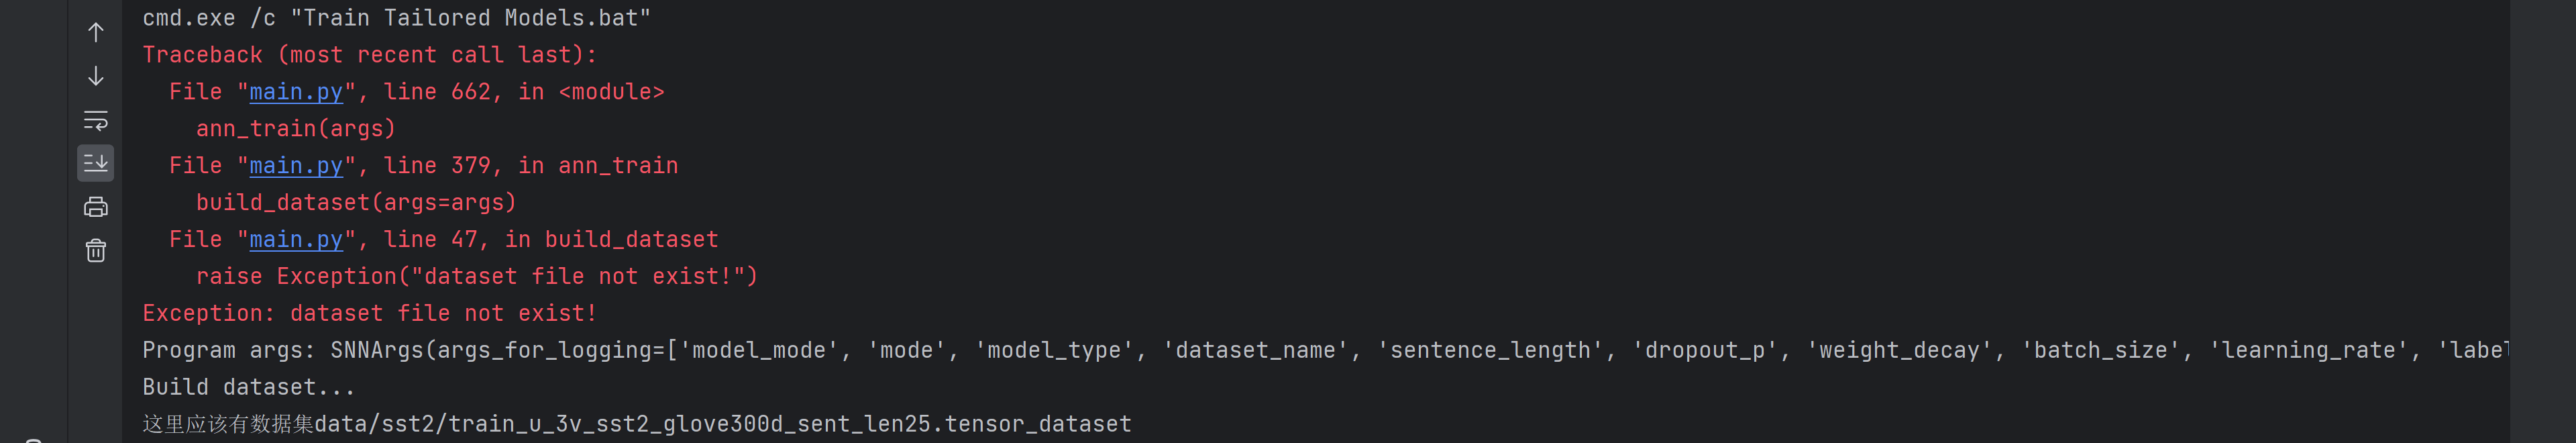 cmd.exe /c "Train Tailored Models.bat"
Traceback (most recent call last):
  File "main.py", line 662, in <module>
    ann_train(args)
  File "main.py", line 379, in ann_train
    build_dataset(args=args)
  File "main.py", line 47, in build_dataset
    raise Exception("dataset file not exist!")
Exception: dataset file not exist!
Program args: SNNArgs(args_for_logging=['model_mode', 'mode', 'model_type', 'dataset_name', 'sentence_length', 'dropout_p', 'weight_decay', 'batch_size', 'learning_rate', 'label
Build dataset...
这里应该有数据集data/sst2/train_u_3v_sst2_glove300d_sent_len25.tensor_dataset